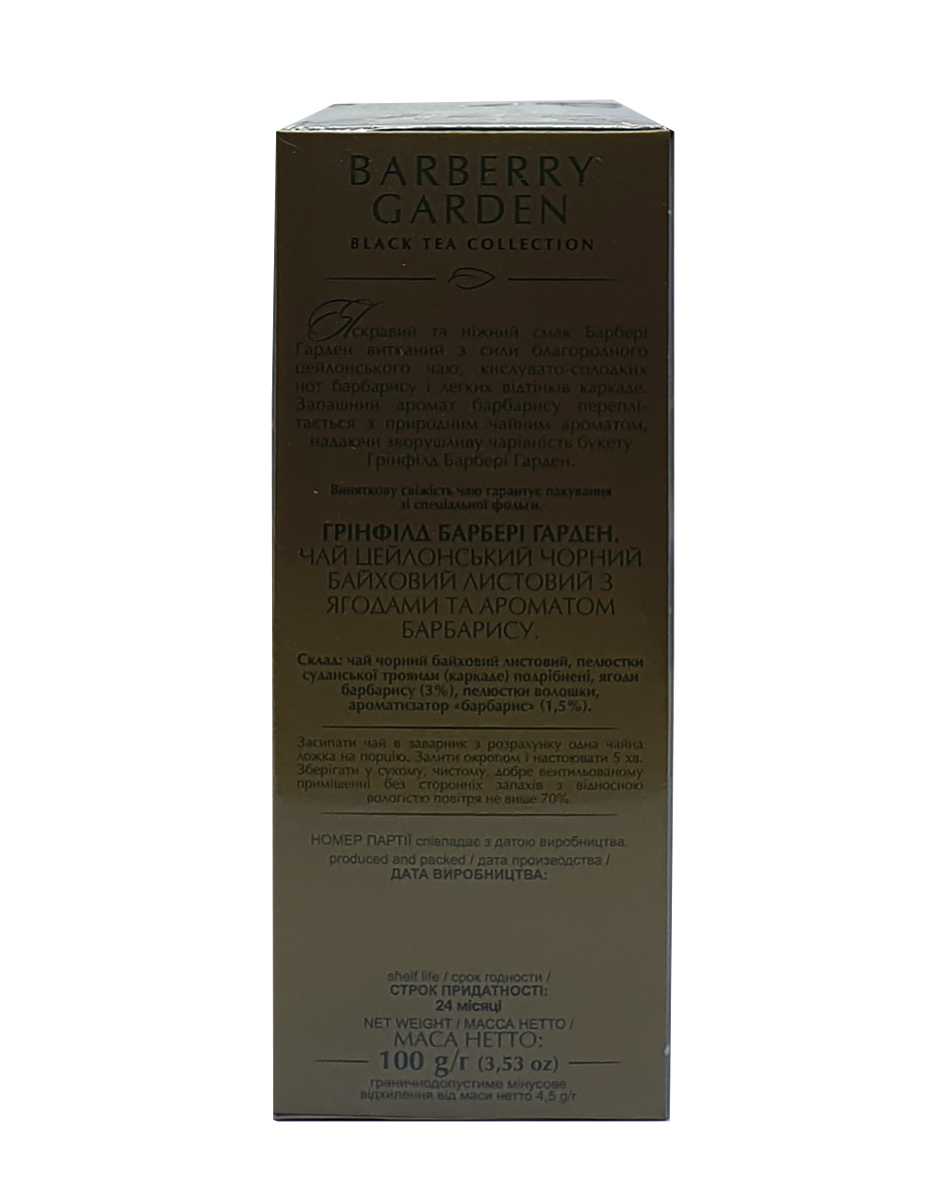 BARBERRY
GARDEN
BLACK TEA COLLECTION
Яскравий та ніжний смак Барбері
Гарден витканий з сили благородного
цейлонського чаю, кислувато-солодких
нот барбарису і легких відтінків каркаде.
Запашний аромат барбарису перепле-
тається з природним чайним ароматом,
надаючи зворушливу чарівність букету
Грінфілд Барбері Гарден.
Виняткову свіжість чаю гарантує пакування
зі спеціальної фольги.
ГРІНФІЛД БАРБЕРІ ГАРДЕН.
ЧАЙ ЦЕЙЛОНСЬКИЙ ЧОРНИЙ
БАЙХОВИЙ ЛИСТОВИЙ З
ЯГОДАМИ ТА АРОМАТОМ
БАРБАРИСУ.
Склад: чай чорний байховий листовий, пелюстки
суданської троянди (каркаде) подрібнені, ягоди
барбарису (3%), пелюстки волошки,
ароматизатор «барбарис» (1,5%).
Засипати чай в заварник з розрахунку одна чайна
ложка на порцію. Залити окропом і настоювати 5 хв.
Зберігати у сухому, чистому, добре вентильованому
приміщенні без сторонніх запахів з відносною
вологістю повітря не вище 70%.
НОМЕР ПАРТІЇ співпадає з датою виробництва.
produced and packed / дата производства /
ДАТА ВИРОБНИЦТВА:
shelf life / срок годности /
СТРОК ПРИДАТНОСТІ:
24 місяці
NET WEIGHT / МАССА НЕТТО /
МАСА НЕТТО:
100 g/г (3,53 oz)
граничнодопустиме мінусове
відхилення від маси нетто 4,5 g/г